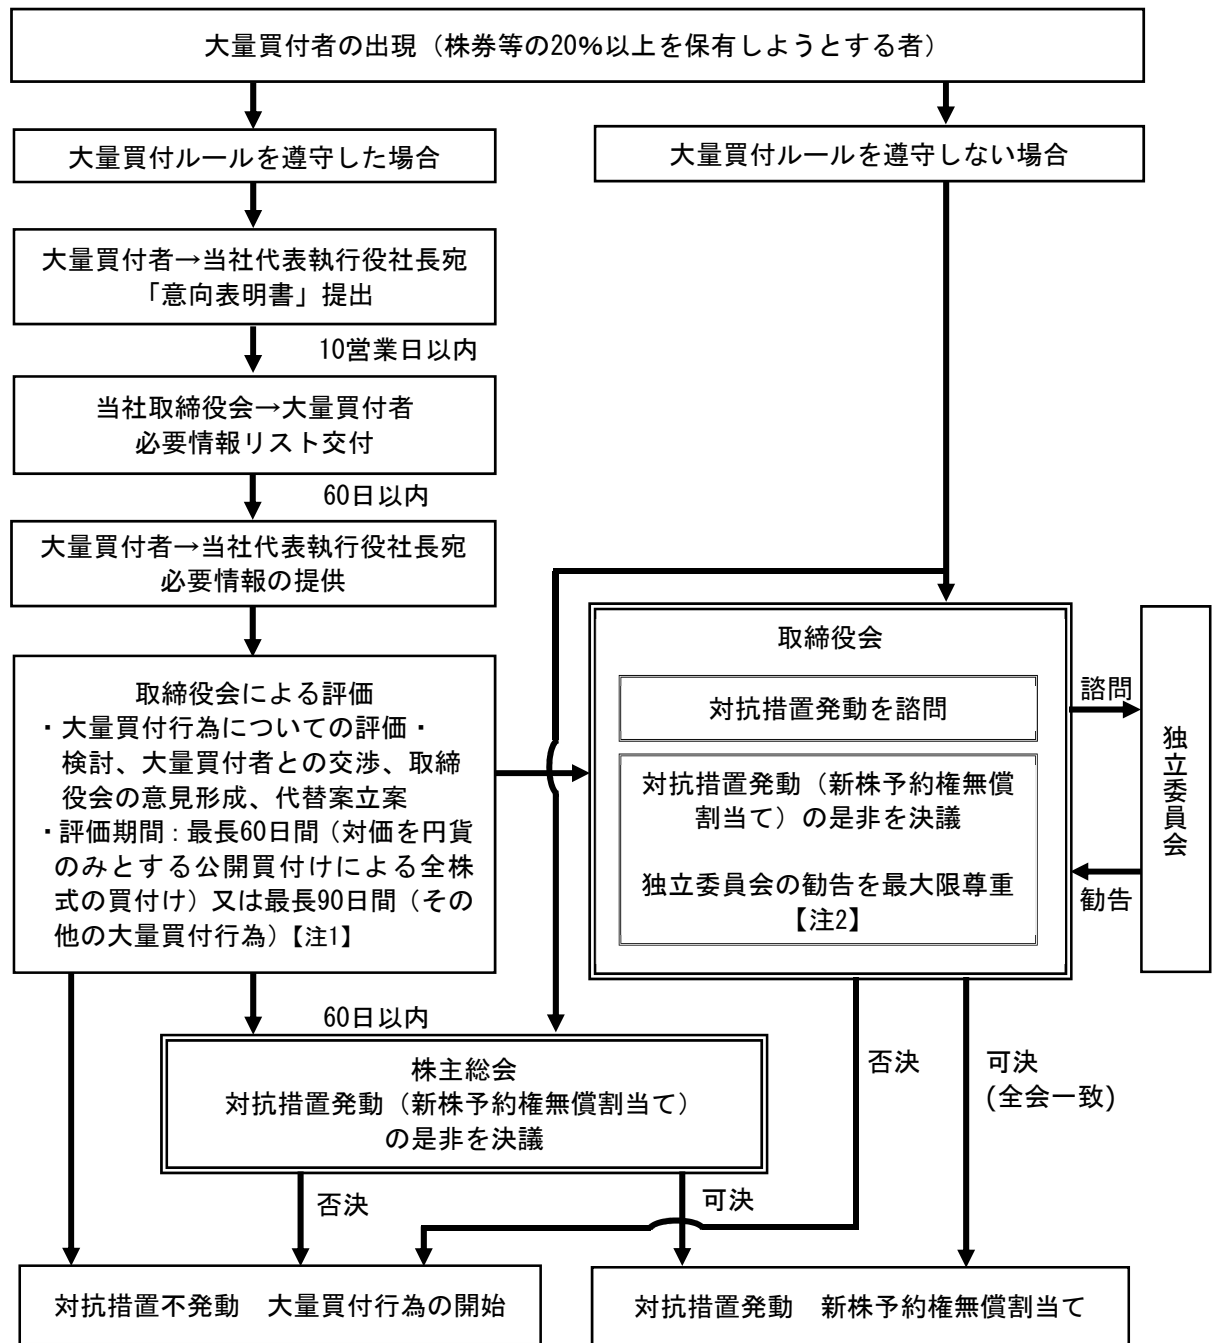 大量買付者の出現（株券等の20%以上を保有しようとする者）
大量買付ルールを遵守した場合
大量買付ルールを遵守しない場合
大量買付者→当社代表執行役社長宛
「意向表明書」提出
10営業日以内
当社取締役会→大量買付者
必要情報リスト交付
60日以内
大量買付者→当社代表執行役社長宛
必要情報の提供
取締役会による評価
・大量買付行為についての評価・
検討、大量買付者との交渉、取締
役会の意見形成、代替案立案
・評価期間：最長60日間（対価を円貨
のみとする公開買付けによる全株
式の買付け）又は最長90日間（その
他の大量買付行為）【注1】
取締役会
対抗措置発動を諮問
対抗措置発動（新株予約権無償
割当て）の是非を決議
独立委員会の勧告を最大限尊重
【注2】
諮問
独立委員会
勧告
60日以内
株主総会
対抗措置発動（新株予約権無償割当て）
の是非を決議
否決
可決
(全会一致)
否決
可決
対抗措置不発動　大量買付行為の開始
対抗措置発動　新株予約権無償割当て